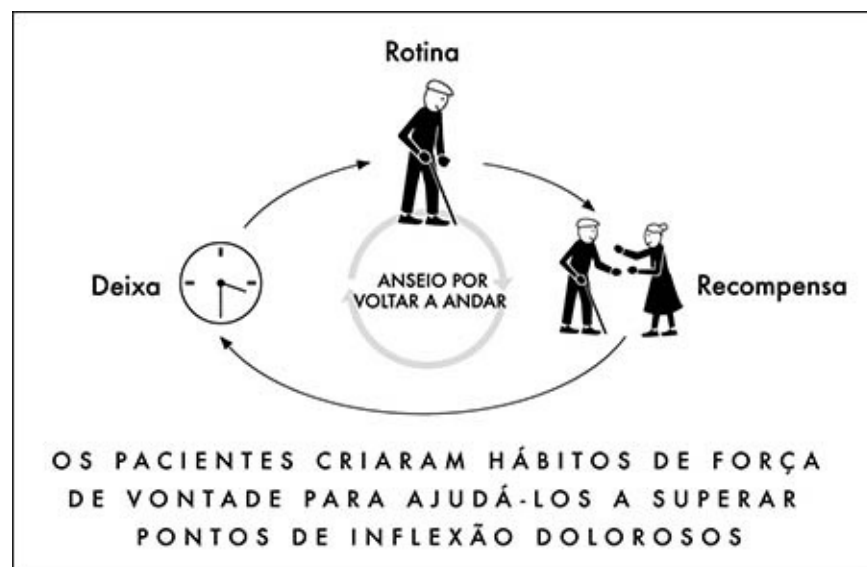 Rotina
Deixa
ANSEIO POR
VOLTAR A ANDAR
Recompensa
OS PACIENTES CRIARAM HÁBITOS DE FORÇA
DE VONTADE PARA AJUDÁ-LOS A SUPERAR
PONTOS DE INFLEXÃO DOLOROSOS